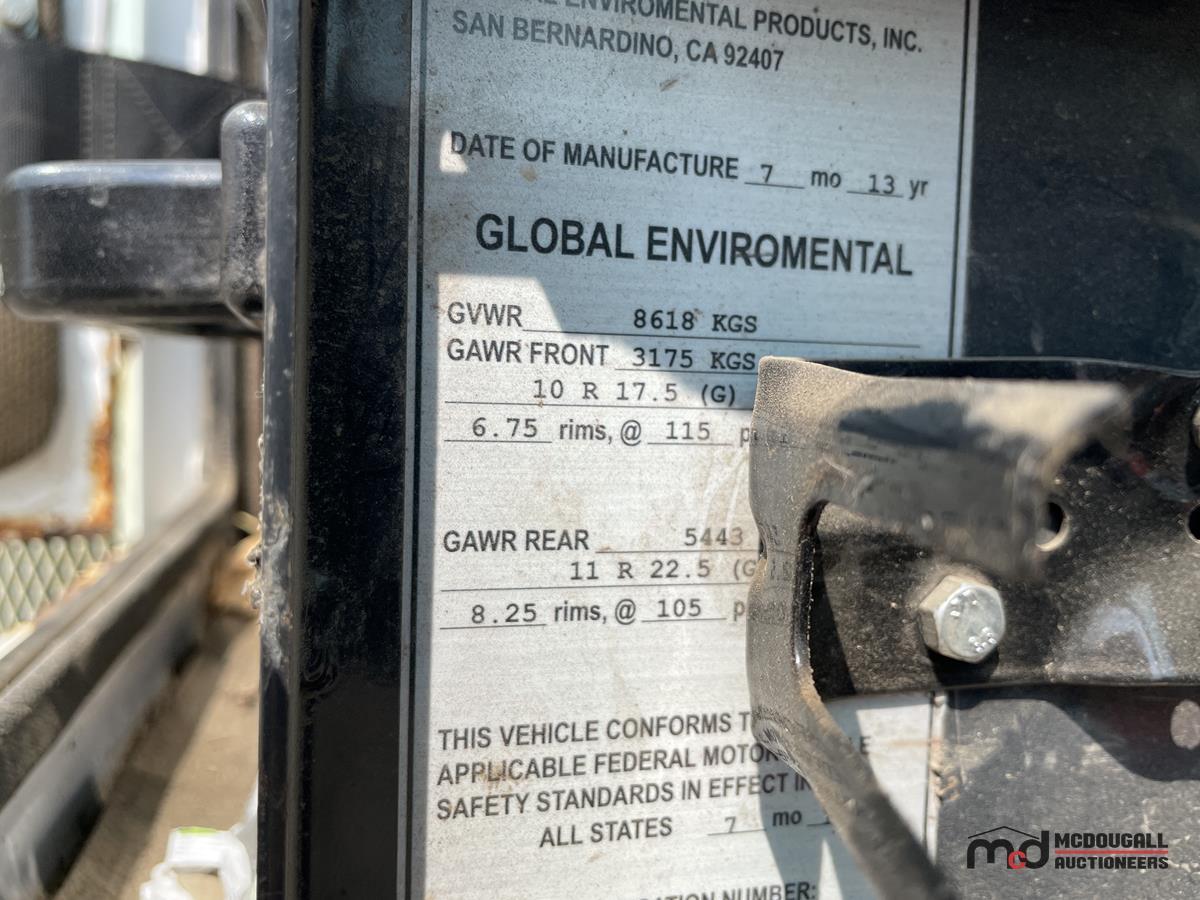 ENVIROMENTAL PRODUCTS, INC.
SAN BERNARDINO, CA 92407
DATE OF MANUFACTURE 7 mo 13 yr
GLOBAL ENVIROMENTAL
GVWR 8618 KGS
GAWR FRONT 3175 KGS
10 R 17.5 (G)
6.75 rims, @ 115
GAWR REAR 5443
11 R 22.5 (G
8.25 rims, @ 105
THIS VEHICLE CONFORMS
APPLICABLE FEDERAL MOTOR
SAFETY STANDARDS IN EFFECT
ALL STATES 7 mo
NUMBER:
mcd MCDOUGALL
AUCTIONEERS